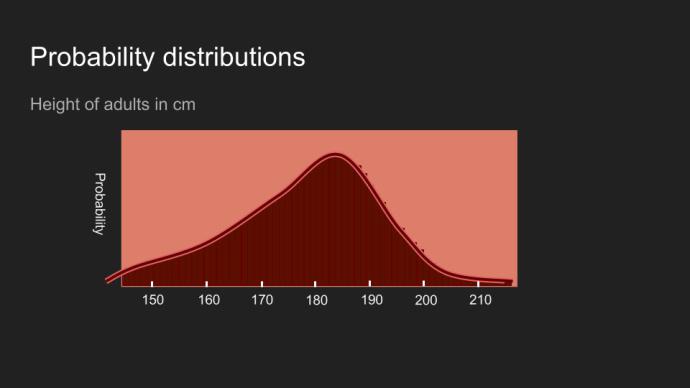 Probability distributions
Height of adults in cm
Probability
150 160 170 180 190 200 210